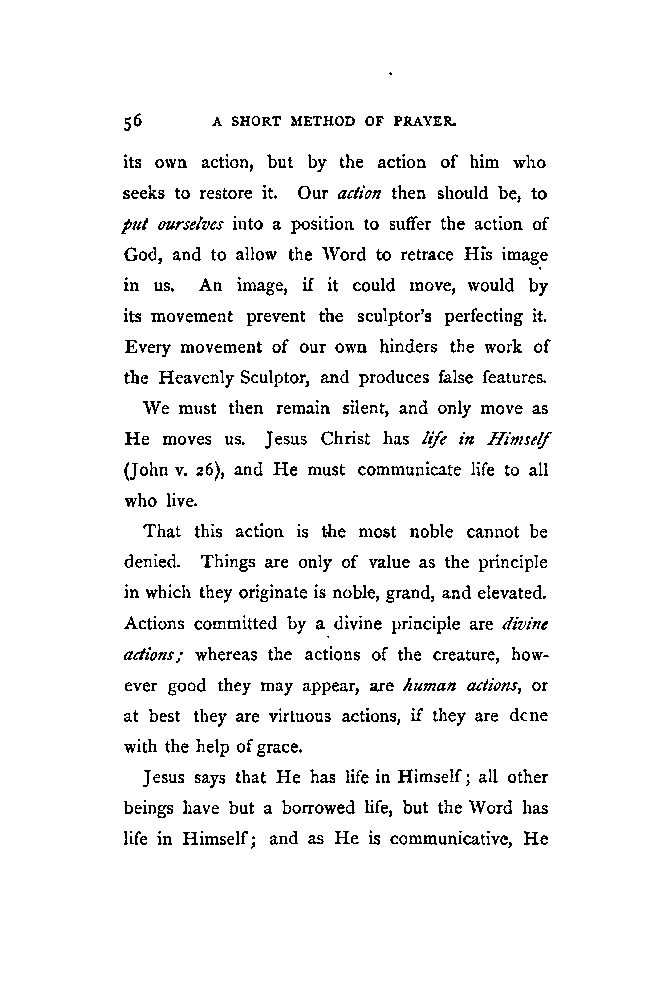 56 A SHORT METHOD OF PRAYER.
its own action, but by the action of him who
seeks to restore it. Our action then should be, to
put ourselves into a position to suffer the action of
God, and to allow the Word to retrace His image
in us. An image, if it could move, would by
its movement prevent the sculptor's perfecting it.
Every movement of our own hinders the work of
the Heavenly Sculptor, and produces false features.
We must then remain silent, and only move as
He moves us. Jesus Christ has life in Himself
(John v. 26), and He must communicate life to all
who live.
That this action is the most noble cannot be
denied. Things are only of value as the principle
in which they originate is noble, grand, and elevated.
Actions committed by a divine principle are divine
actions; whereas the actions of the creature, how-
ever good they may appear, are human actions, or
at best they are virtuous actions, if they are dcne
with the help of grace.
Jesus says that He has life in Himself; all other
beings have but a borrowed life, but the Word has
life in Himself; and as He is communicative, He